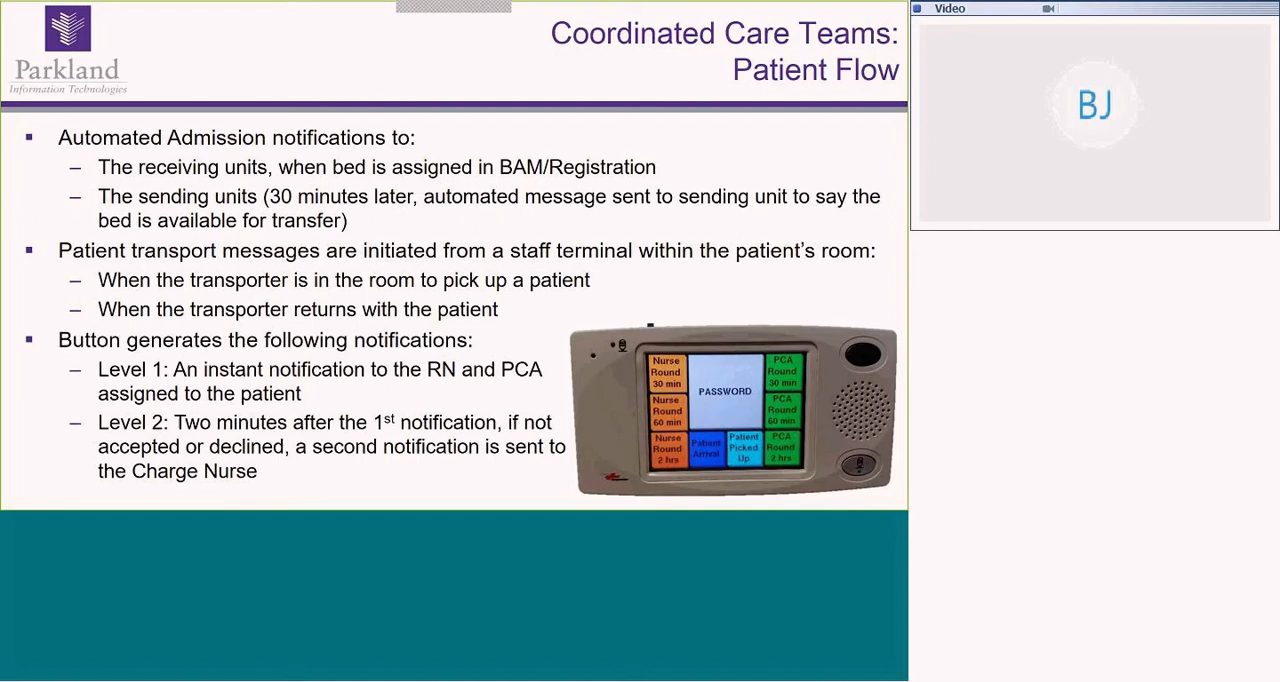 Parkland
Information Technologies
Coordinated Care Teams:
Patient Flow
Video
BJ
▪ Automated Admission notifications to:
– The receiving units, when bed is assigned in BAM/Registration
– The sending units (30 minutes later, automated message sent to sending unit to say the
bed is available for transfer)
▪ Patient transport messages are initiated from a staff terminal within the patient's room:
– When the transporter is in the room to pick up a patient
– When the transporter returns with the patient
▪ Button generates the following notifications:
– Level 1: An instant notification to the RN and PCA
assigned to the patient
– Level 2: Two minutes after the 1st notification, if not
accepted or declined, a second notification is sent to
the Charge Nurse
Nurse
Round
30 min
PASSWORD
PCA
Round
30 min
Nurse
Round
60 min
PCA
Round
60 min
Nurse
Round
2 hrs
Patient
Arrival
Patient
Picked
Up
PCA
Round
2 hrs